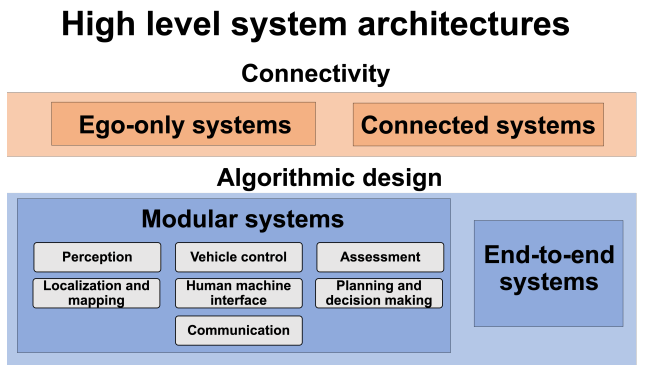 High level system architectures
Connectivity
Ego-only systems
Connected systems
Algorithmic design
Modular systems
Perception
Vehicle control
Assessment
Localization and
mapping
Human machine
interface
Planning and
decision making
Communication
End-to-end
systems